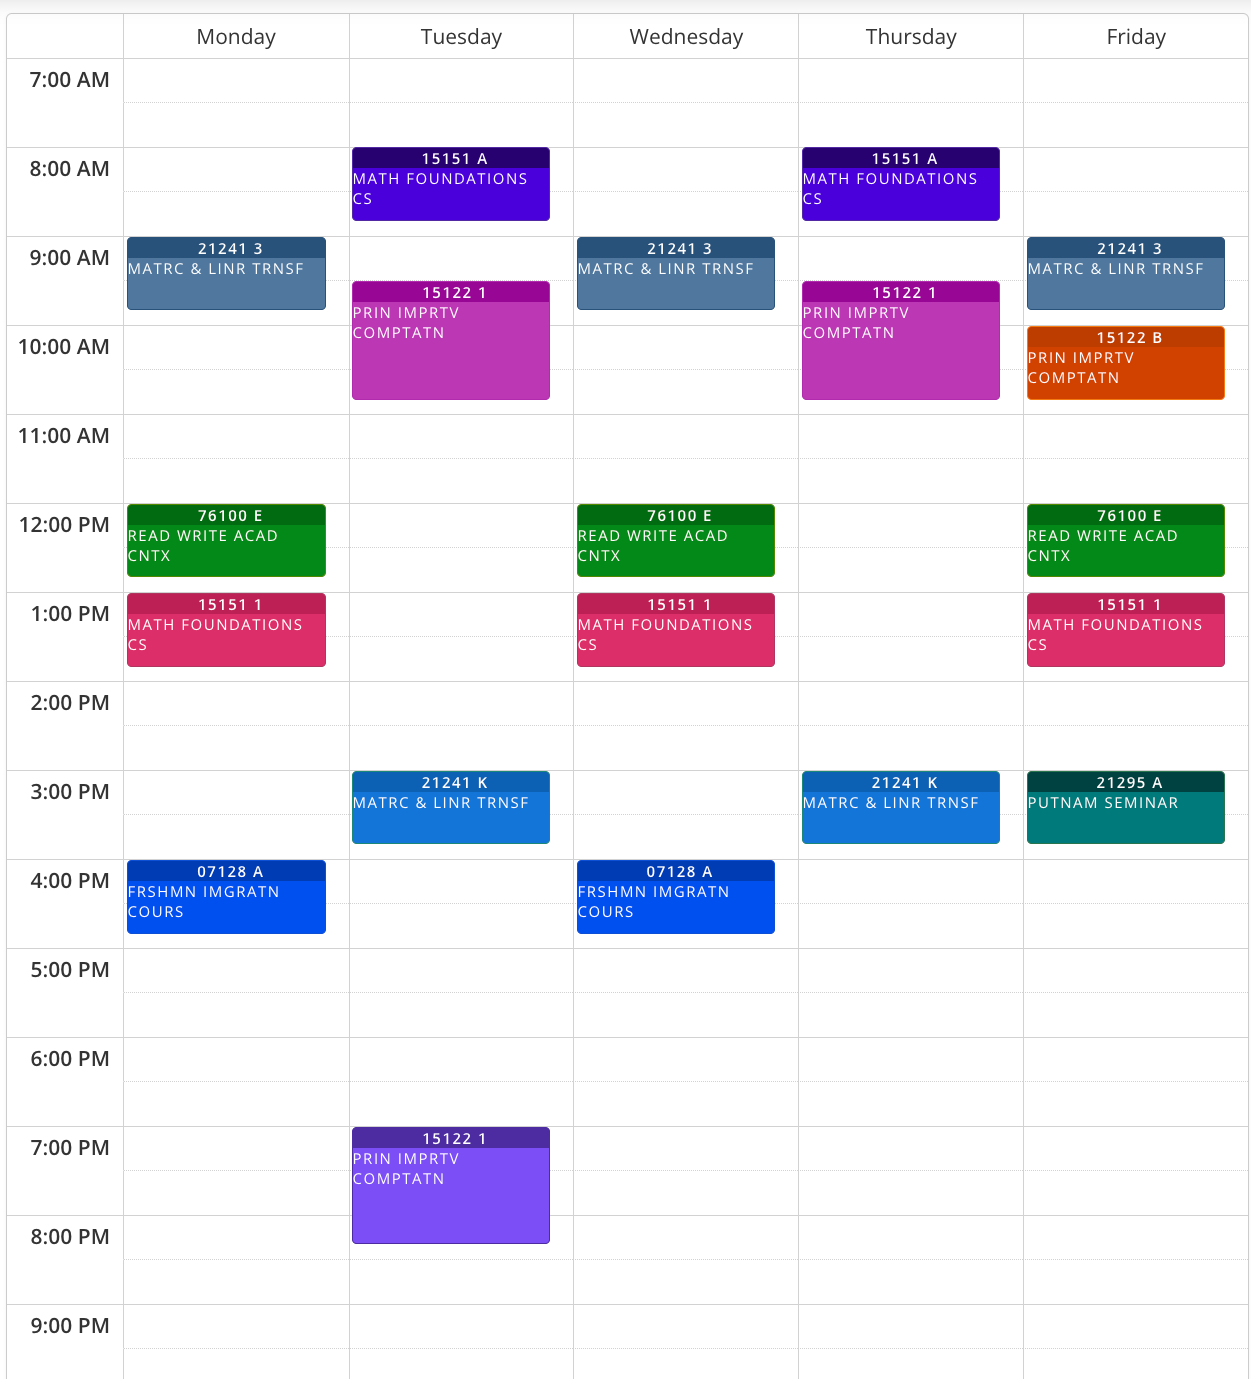 Monday Tuesday Wednesday Thursday Friday
7:00 AM
8:00 AM
15151 A
MATH FOUNDATIONS
CS
15151 A
MATH FOUNDATIONS
CS
9:00 AM
21241 3
MATRC & LINR TRNSF
21241 3
MATRC & LINR TRNSF
21241 3
MATRC & LINR TRNSF
15122 1
PRIN IMPRTV
COMPTATN
15122 1
PRIN IMPRTV
COMPTATN
10:00 AM
15122 B
PRIN IMPRTV
COMPTATN
11:00 AM
12:00 PM
76100 E
READ WRITE ACAD
CNTX
76100 E
READ WRITE ACAD
CNTX
76100 E
READ WRITE ACAD
CNTX
1:00 PM
15151 1
MATH FOUNDATIONS
CS
15151 1
MATH FOUNDATIONS
CS
15151 1
MATH FOUNDATIONS
CS
2:00 PM
3:00 PM
21241 K
MATRC & LINR TRNSF
21241 K
MATRC & LINR TRNSF
21295 A
PUTNAM SEMINAR
4:00 PM
07128 A
FRSHMN IMGRATN
COURS
07128 A
FRSHMN IMGRATN
COURS
5:00 PM
6:00 PM
7:00 PM
15122 1
PRIN IMPRTV
COMPTATN
8:00 PM
9:00 PM